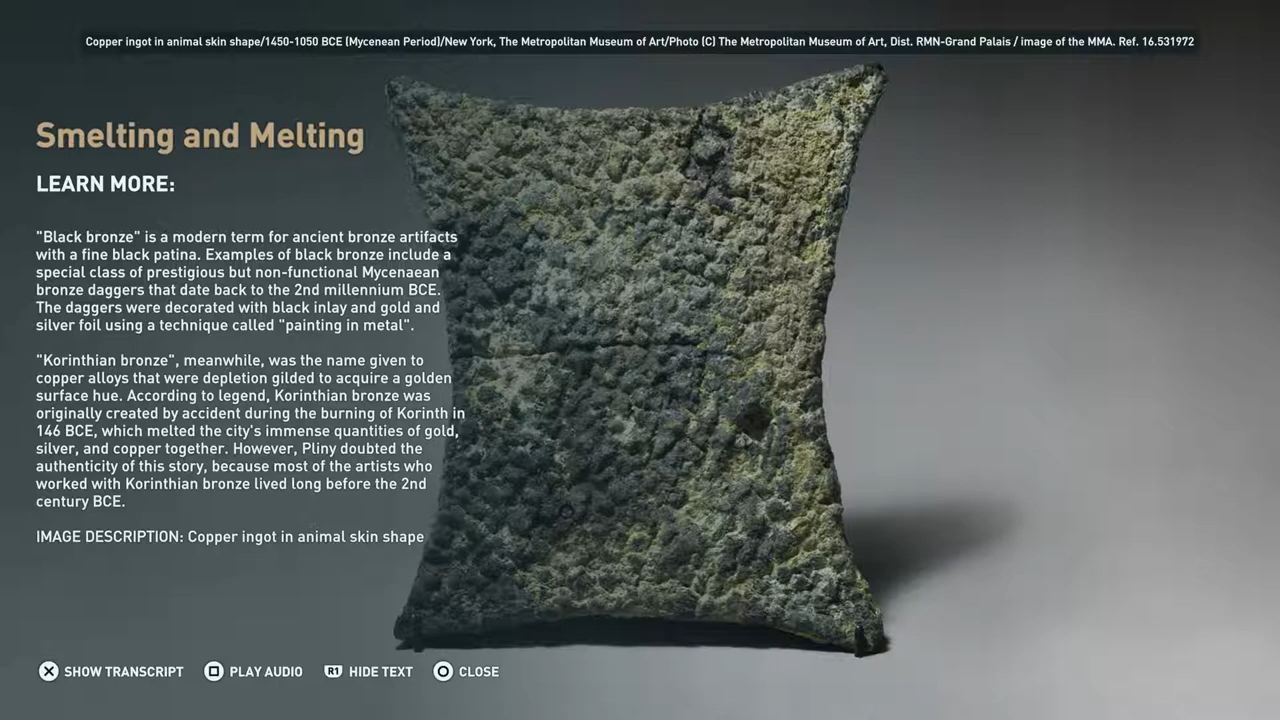 Copper ingot in animal skin shape/1450-1050 BCE (Mycenean Period)/New York, The Metropolitan Museum of Art/Photo (C) The Metropolitan Museum of Art, Dist. RMN-Grand Palais / image of the MMA. Ref. 16.531972
Smelting and Melting
LEARN MORE:
"Black bronze" is a modern term for ancient bronze artifacts
with a fine black patina. Examples of black bronze include a
special class of prestigious but non-functional Mycenaean
bronze daggers that date back to the 2nd millennium BCE.
The daggers were decorated with black inlay and gold and
silver foil using a technique called "painting in metal".
"Korinthian bronze", meanwhile, was the name given to
copper alloys that were depletion gilded to acquire a golden
surface hue. According to legend, Korinthian bronze was
originally created by accident during the burning of Korinth in
146 BCE, which melted the city's immense quantities of gold,
silver, and copper together. However, Pliny doubted the
authenticity of this story, because most of the artists who
worked with Korinthian bronze lived long before the 2nd
century BCE.
IMAGE DESCRIPTION: Copper ingot in animal skin shape
SHOW TRANSCRIPT PLAY AUDIO R1 HIDE TEXT CLOSE